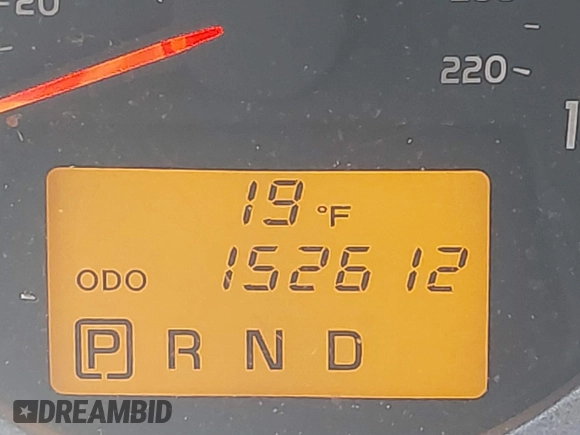 20
220
19 °F
ODO 152612
P R N D
DREAMBID